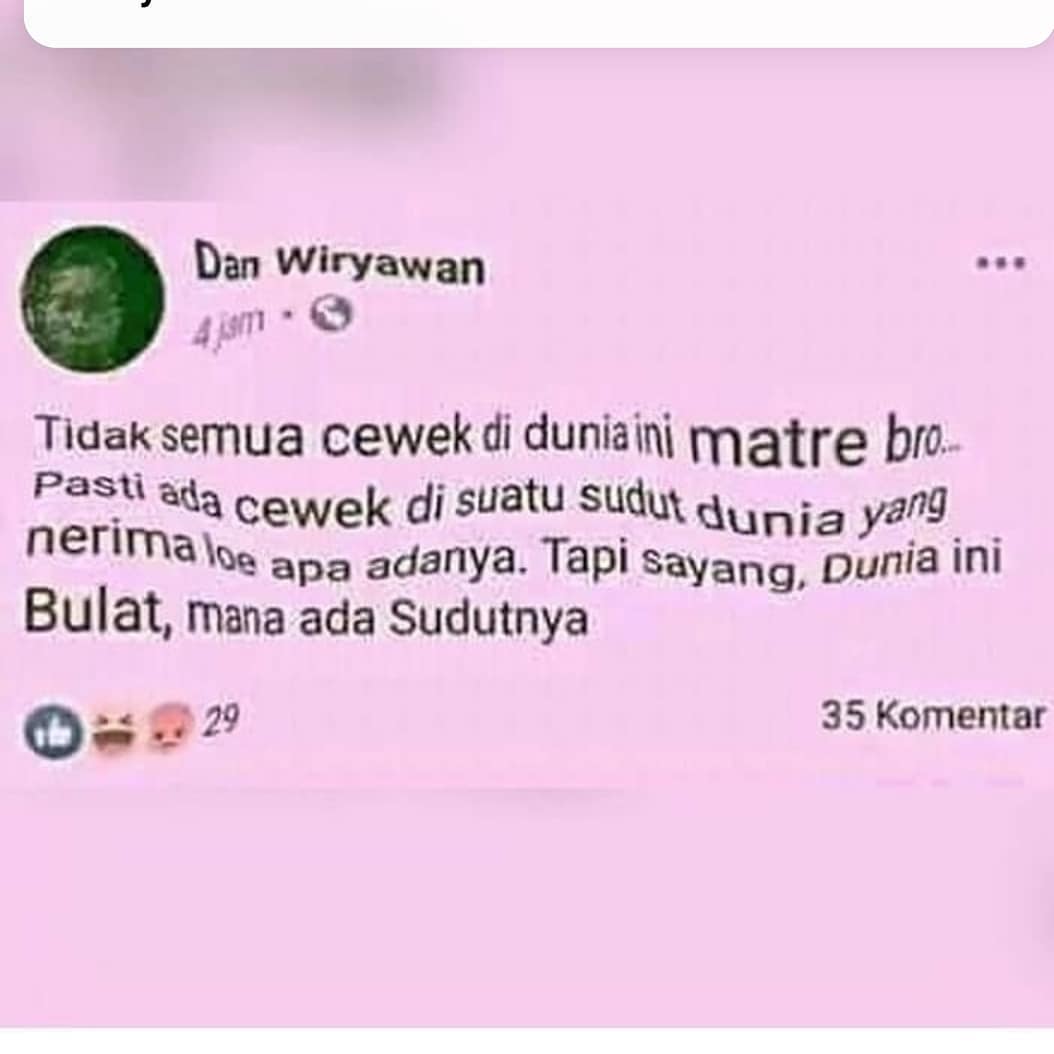 Dan Wiryawan
4 jam ·
Tidak semua cewek di dunia ini matre bro...
Pasti ada cewek di suatu sudut dunia yang
nerima loe apa adanya. Tapi sayang, Dunia ini
Bulat, mana ada Sudutnya
29
35 Komentar